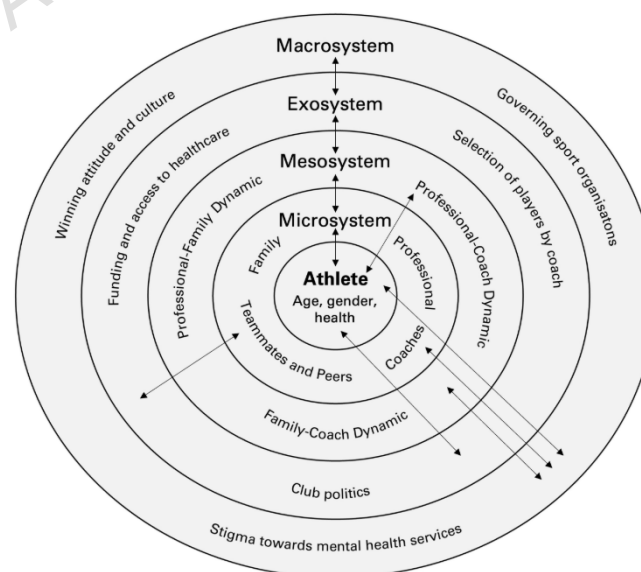 Macrosystem
Winning attitude and culture
Governing sport organisatons
Exosystem
Funding and access to healthcare
Selection of players by coach
Mesosystem
Professional-Family Dynamic
Professional-Coach Dynamic
Microsystem
Family
Professional
Athlete
Age, gender,
health
Teammates and Peers
Coaches
Family-Coach Dynamic
Club politics
Stigma towards mental health services